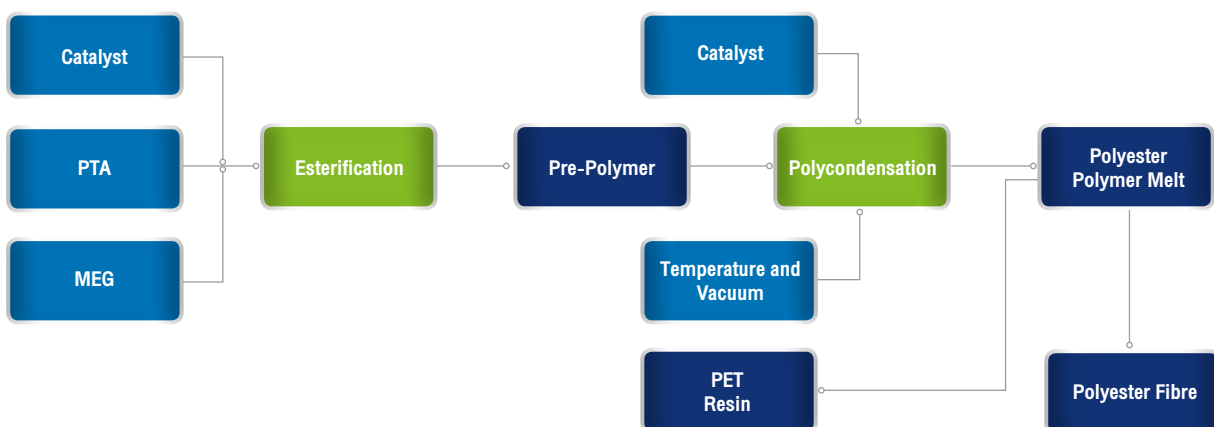 Catalyst
Catalyst
PTA
Esterification
Pre-Polymer
Polycondensation
Polyester
Polymer Melt
MEG
Temperature and
Vacuum
PET
Resin
Polyester Fibre